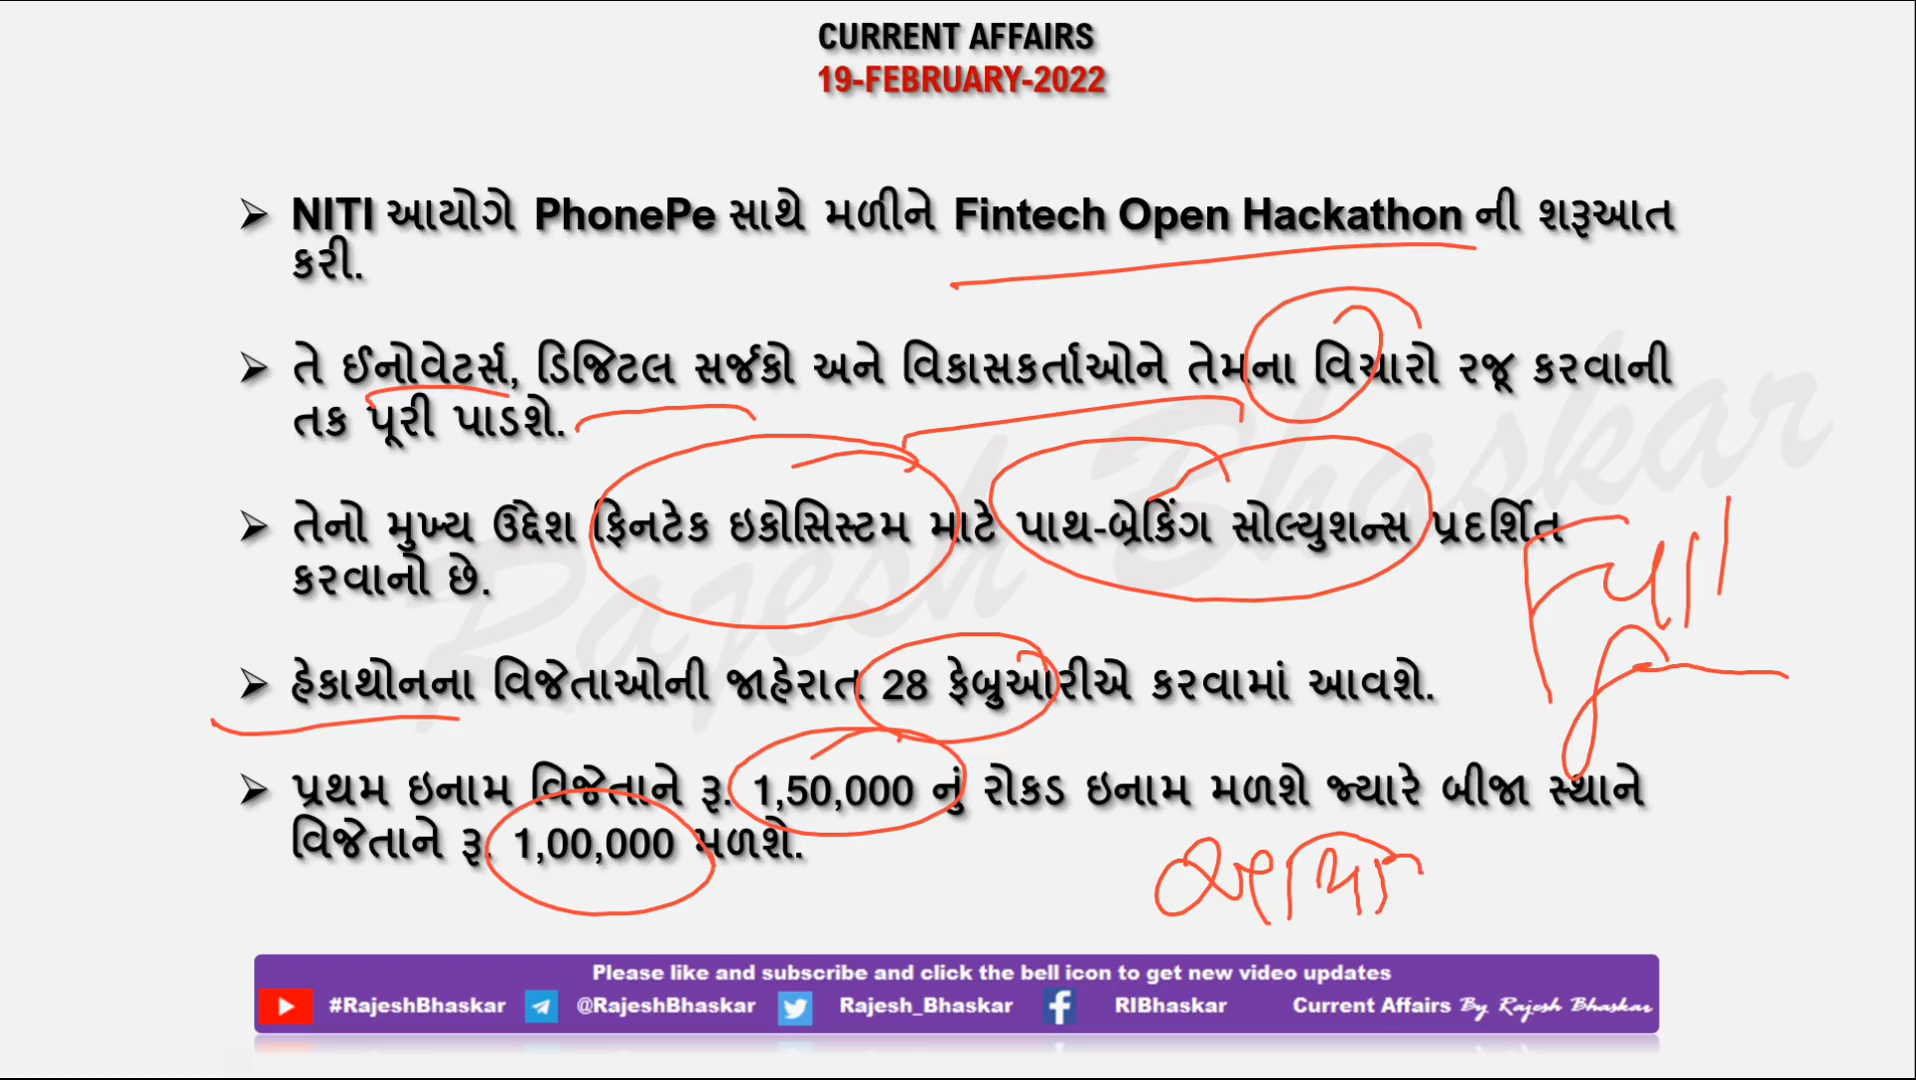 CURRENT AFFAIRS
19-FEBRUARY-2022
➢ NITI આયોગે PhonePe સાથે મળીને Fintech Open Hackathon ની શરૂઆત
કરી.
➢ તે ઈનોવેટર્સ, ડિજિટલ સર્જકો અને વિકાસકર્તાઓને તેમના વિચારો રજૂ કરવાની
તક પૂરી પાડશે.
➢ તેનો મુખ્ય ઉદ્દેશ ફિનટેક ઇકોસિસ્ટમ માટે પાથ-બ્રેકિંગ સોલ્યુશન્સ પ્રદર્શિત
કરવાનો છે.
Full
➢ હેકાથોનના વિજેતાઓની જાહેરાત 28 ફેબ્રુઆરીએ કરવામાં આવશે.
➢ પ્રથમ ઇનામ વિજેતાને રૂ. 1,50,000 નું રોકડ ઇનામ મળશે જ્યારે બીજા સ્થાને
વિજેતાને રૂ. 1,00,000 મળશે.
Rajesh Bhaskar
Please like and subscribe and click the bell icon to get new video updates
#RajeshBhaskar @RajeshBhaskar Rajesh_Bhaskar RIBhaskar Current Affairs By Rajesh Bhaskar